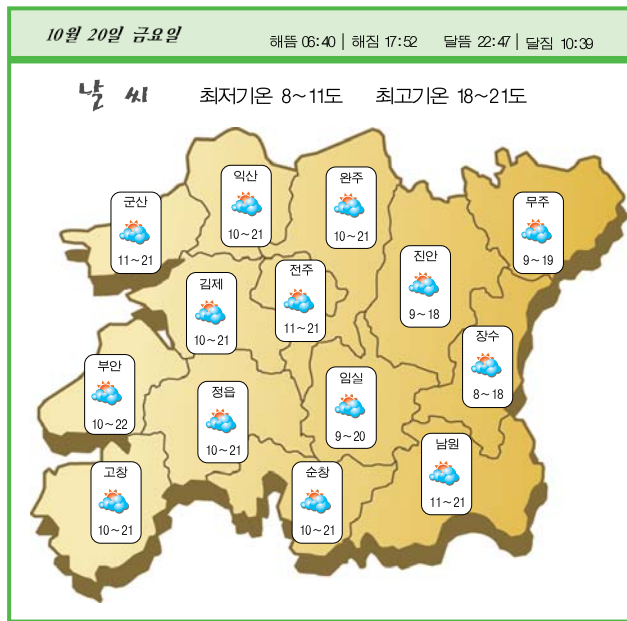 10월 20일 금요일
해뜸 06:40 | 해짐 17:52 달뜸 22:47 | 달짐 10:39
날 씨 최저기온 8~11도 최고기온 18~21도
군산
11~21
익산
10~21
완주
10~21
무주
9~19
김제
10~21
전주
11~21
진안
9~18
장수
8~18
부안
10~22
정읍
10~21
임실
9~20
남원
11~21
고창
10~21
순창
10~21